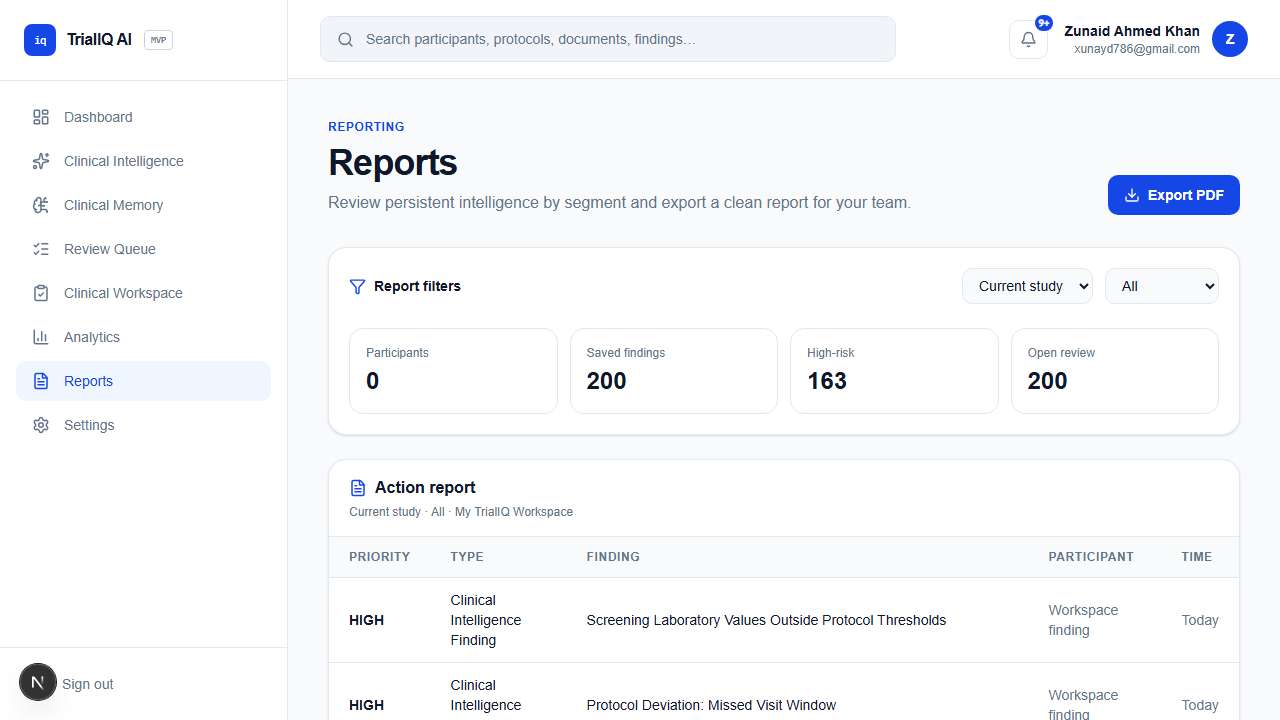 iq TrialIQ AI MVP
Search participants, protocols, documents, findings…
9+
Zunaid Ahmed Khan
xunayd786@gmail.com
Z
Dashboard
Clinical Intelligence
Clinical Memory
Review Queue
Clinical Workspace
Analytics
Reports
Settings
N Sign out
REPORTING
Reports
Review persistent intelligence by segment and export a clean report for your team.
Export PDF
Report filters
Current study
All
Participants
0
Saved findings
200
High-risk
163
Open review
200
Action report
Current study · All · My TrialIQ Workspace
PRIORITY TYPE FINDING PARTICIPANT TIME
HIGH
Clinical
Intelligence
Finding
Screening Laboratory Values Outside Protocol Thresholds
Workspace
finding
Today
HIGH
Clinical
Intelligence
Protocol Deviation: Missed Visit Window
Workspace
finding
Today